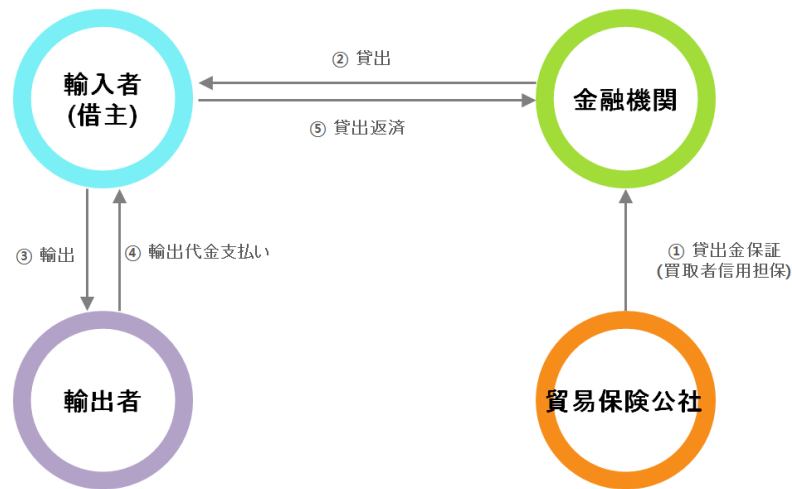 ② 貸出
輸入者
(借主)
金融機関
⑤ 貸出返済
③ 輸出
④ 輸出代金支払い
① 貸出金保証
(買取者信用担保)
輸出者
貿易保険公社